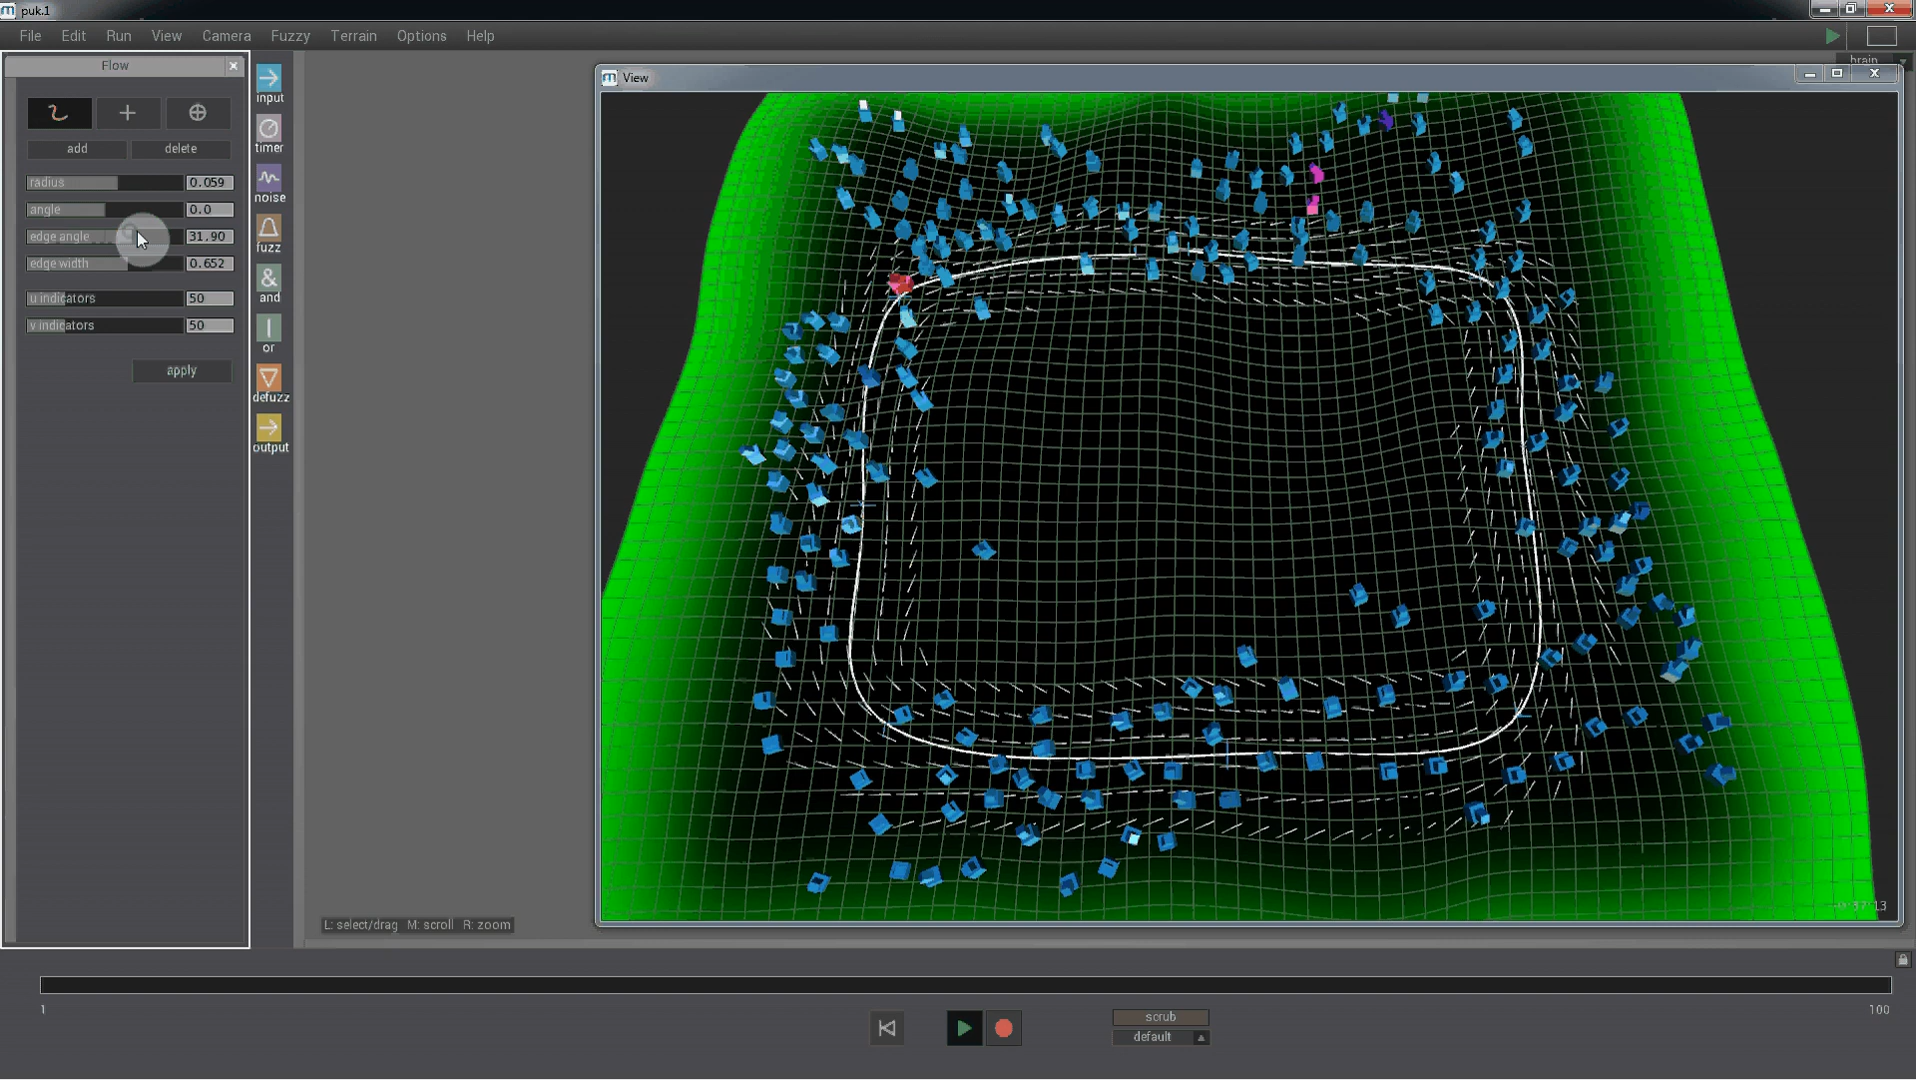 puk.1
File Edit Run View Camera Fuzzy Terrain Options Help
brain
Flow
View
input
timer
noise
fuzz
and
or
defuzz
output
add delete
radius 0.059
angle 0.0
edge angle 31.90
edge width 0.652
u indicators 50
v indicators 50
apply
L: select/drag M: scroll R: zoom
1
100
scrub
default